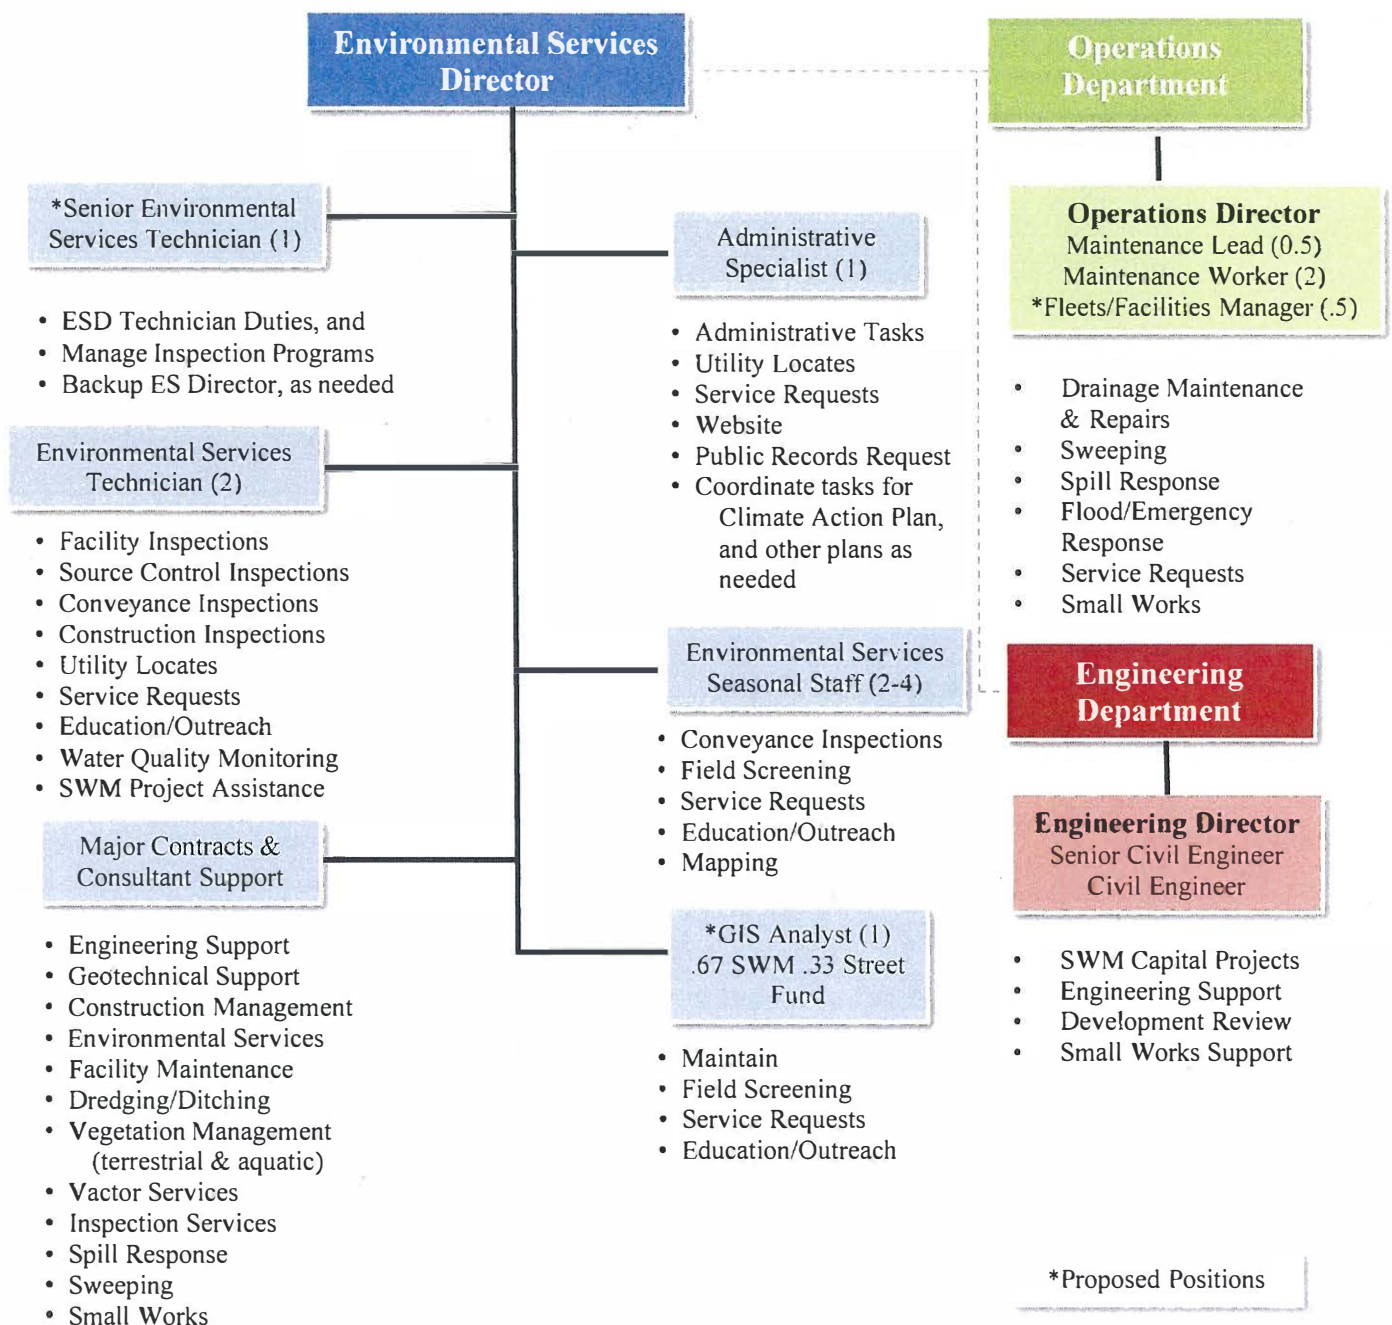 Environmental Services
Director
*Senior Environmental
Services Technician (1)
• ESD Technician Duties, and
• Manage Inspection Programs
• Backup ES Director, as needed
Environmental Services
Technician (2)
• Facility Inspections
• Source Control Inspections
• Conveyance Inspections
• Construction Inspections
• Utility Locates
• Service Requests
• Education/Outreach
• Water Quality Monitoring
• SWM Project Assistance
Major Contracts &
Consultant Support
• Engineering Support
• Geotechnical Support
• Construction Management
• Environmental Services
• Facility Maintenance
• Dredging/Ditching
• Vegetation Management
(terrestrial & aquatic)
• Vactor Services
• Inspection Services
• Spill Response
• Sweeping
• Small Works
Administrative
Specialist (1)
• Administrative Tasks
• Utility Locates
• Service Requests
• Website
• Public Records Request
• Coordinate tasks for
Climate Action Plan,
and other plans as
needed
Environmental Services
Seasonal Staff (2-4)
• Conveyance Inspections
• Field Screening
• Service Requests
• Education/Outreach
• Mapping
*GIS Analyst (1)
.67 SWM .33 Street
Fund
• Maintain
• Field Screening
• Service Requests
• Education/Outreach
Operations
Department
Operations Director
Maintenance Lead (0.5)
Maintenance Worker (2)
*Fleets/Facilities Manager (.5)
• Drainage Maintenance
& Repairs
• Sweeping
• Spill Response
• Flood/Emergency
Response
• Service Requests
• Small Works
Engineering
Department
Engineering Director
Senior Civil Engineer
Civil Engineer
• SWM Capital Projects
• Engineering Support
• Development Review
• Small Works Support
*Proposed Positions